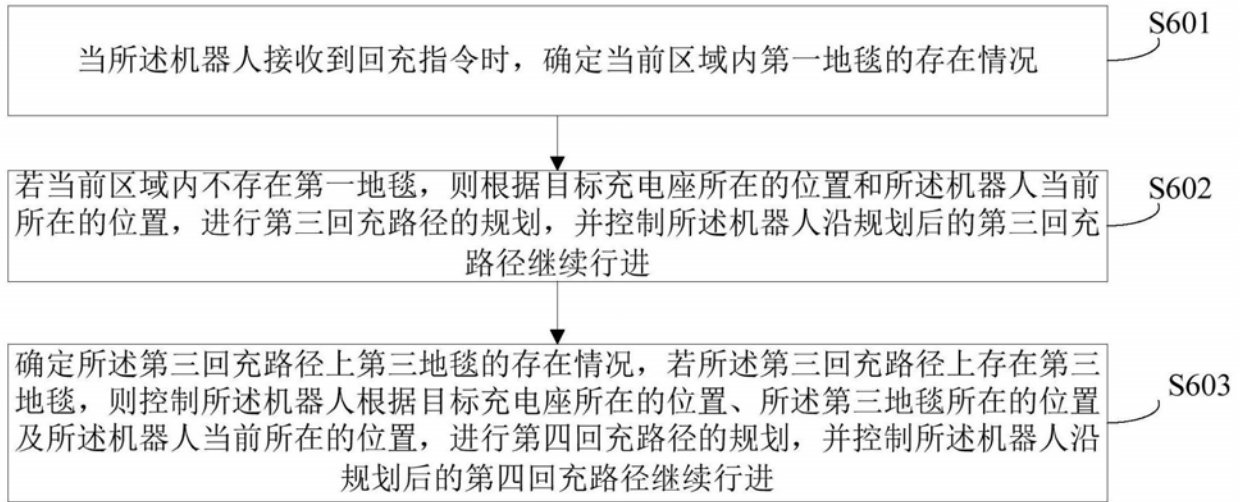 当所述机器人接收到回充指令时，确定当前区域内第一地毯的存在情况
S601
若当前区域内不存在第一地毯，则根据目标充电座所在的位置和所述机器人当前
所在的位置，进行第三回充路径的规划，并控制所述机器人沿规划后的第三回充
路径继续行进
S602
确定所述第三回充路径上第三地毯的存在情况，若所述第三回充路径上存在第三
地毯，则控制所述机器人根据目标充电座所在的位置、所述第三地毯所在的位置
及所述机器人当前所在的位置，进行第四回充路径的规划，并控制所述机器人沿
规划后的第四回充路径继续行进
S603